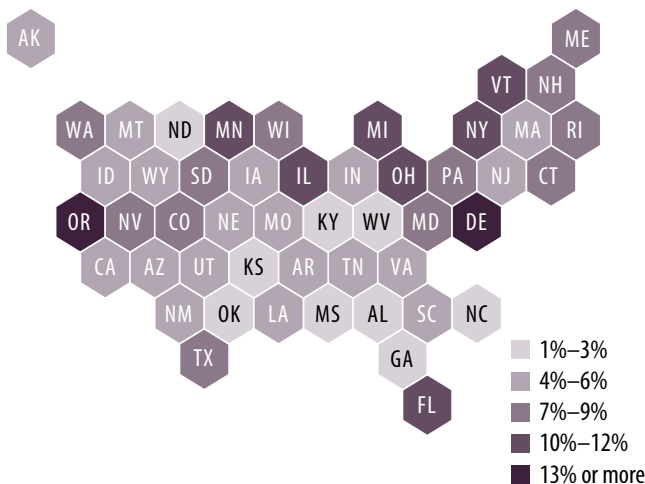 AK ME
VT NH
WA MT ND MN WI MI NY MA RI
ID WY SD IA IL IN OH PA NJ CT
OR NV CO NE MO KY WV MD DE
CA AZ UT KS AR TN VA
NM OK LA MS AL SC NC
TX GA
FL
1%–3%
4%–6%
7%–9%
10%–12%
13% or more